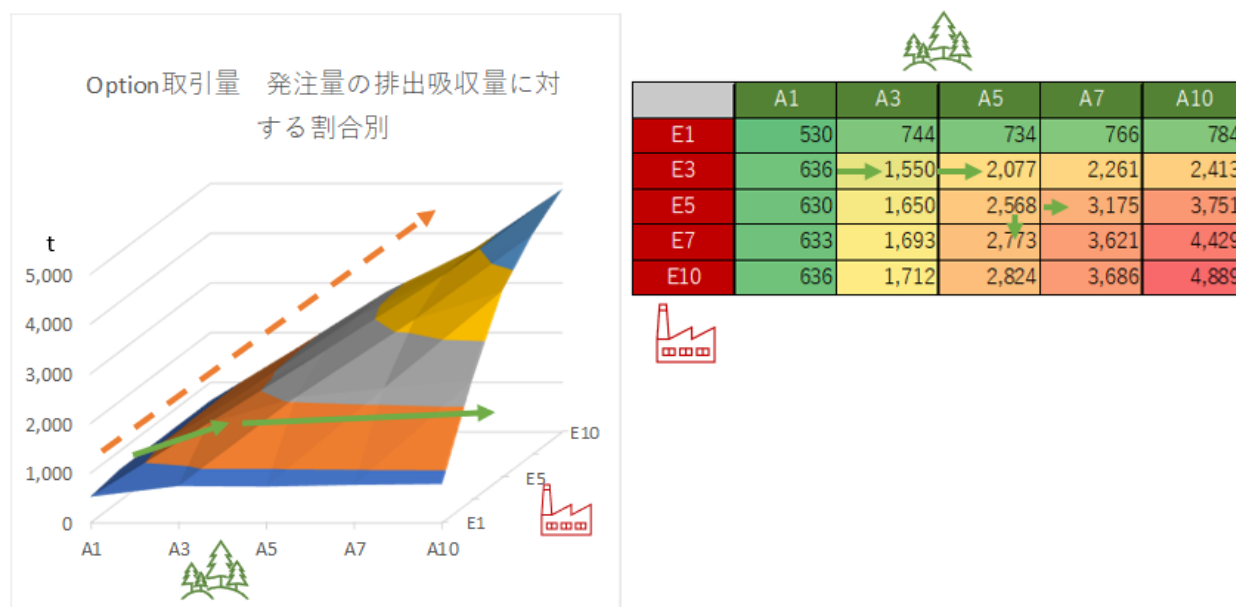 Option取引量　発注量の排出吸収量に対
する割合別
t
5,000
4,000
3,000
2,000
1,000
0
A1 A3 A5 A7 A10
E1
E5
E10
A1 A3 A5 A7 A10
E1 530 744 734 766 784
E3 636 1,550 2,077 2,261 2,413
E5 630 1,650 2,568 3,175 3,751
E7 633 1,693 2,773 3,621 4,429
E10 636 1,712 2,824 3,686 4,889